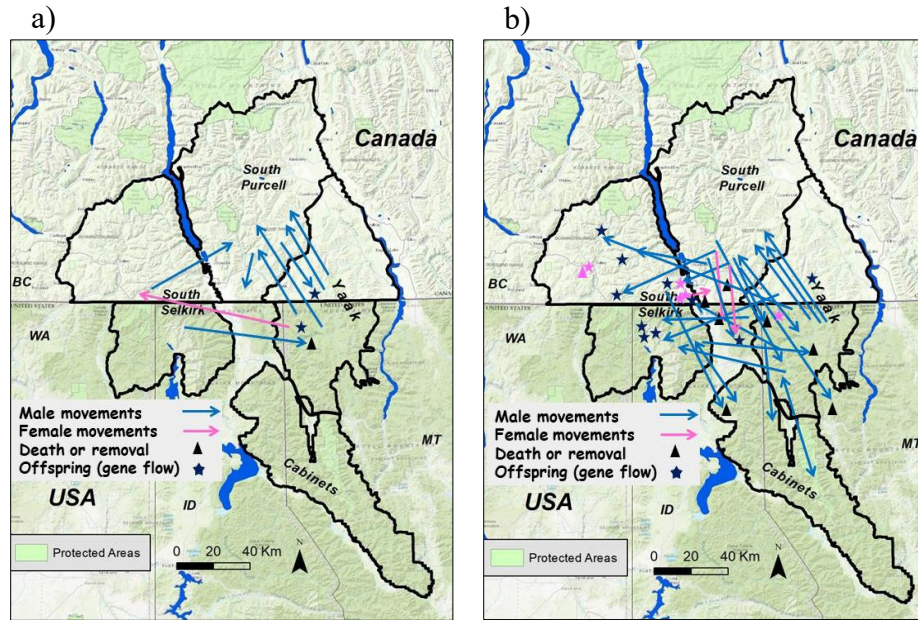 a)
Canada
South
Purcell
Yaak
BC
South
Selkirk
WA
Male movements
Female movements
Death or removal
Offspring (gene flow)
MT
USA
ID
Cabinets
Protected Areas
0 20 40 Km
N
b)
Canada
South
Purcell
Yaak
BC
South
Selkirk
WA
Male movements
Female movements
Death or removal
Offspring (gene flow)
MT
USA
ID
Cabinets
Protected Areas
0 20 40 Km
N